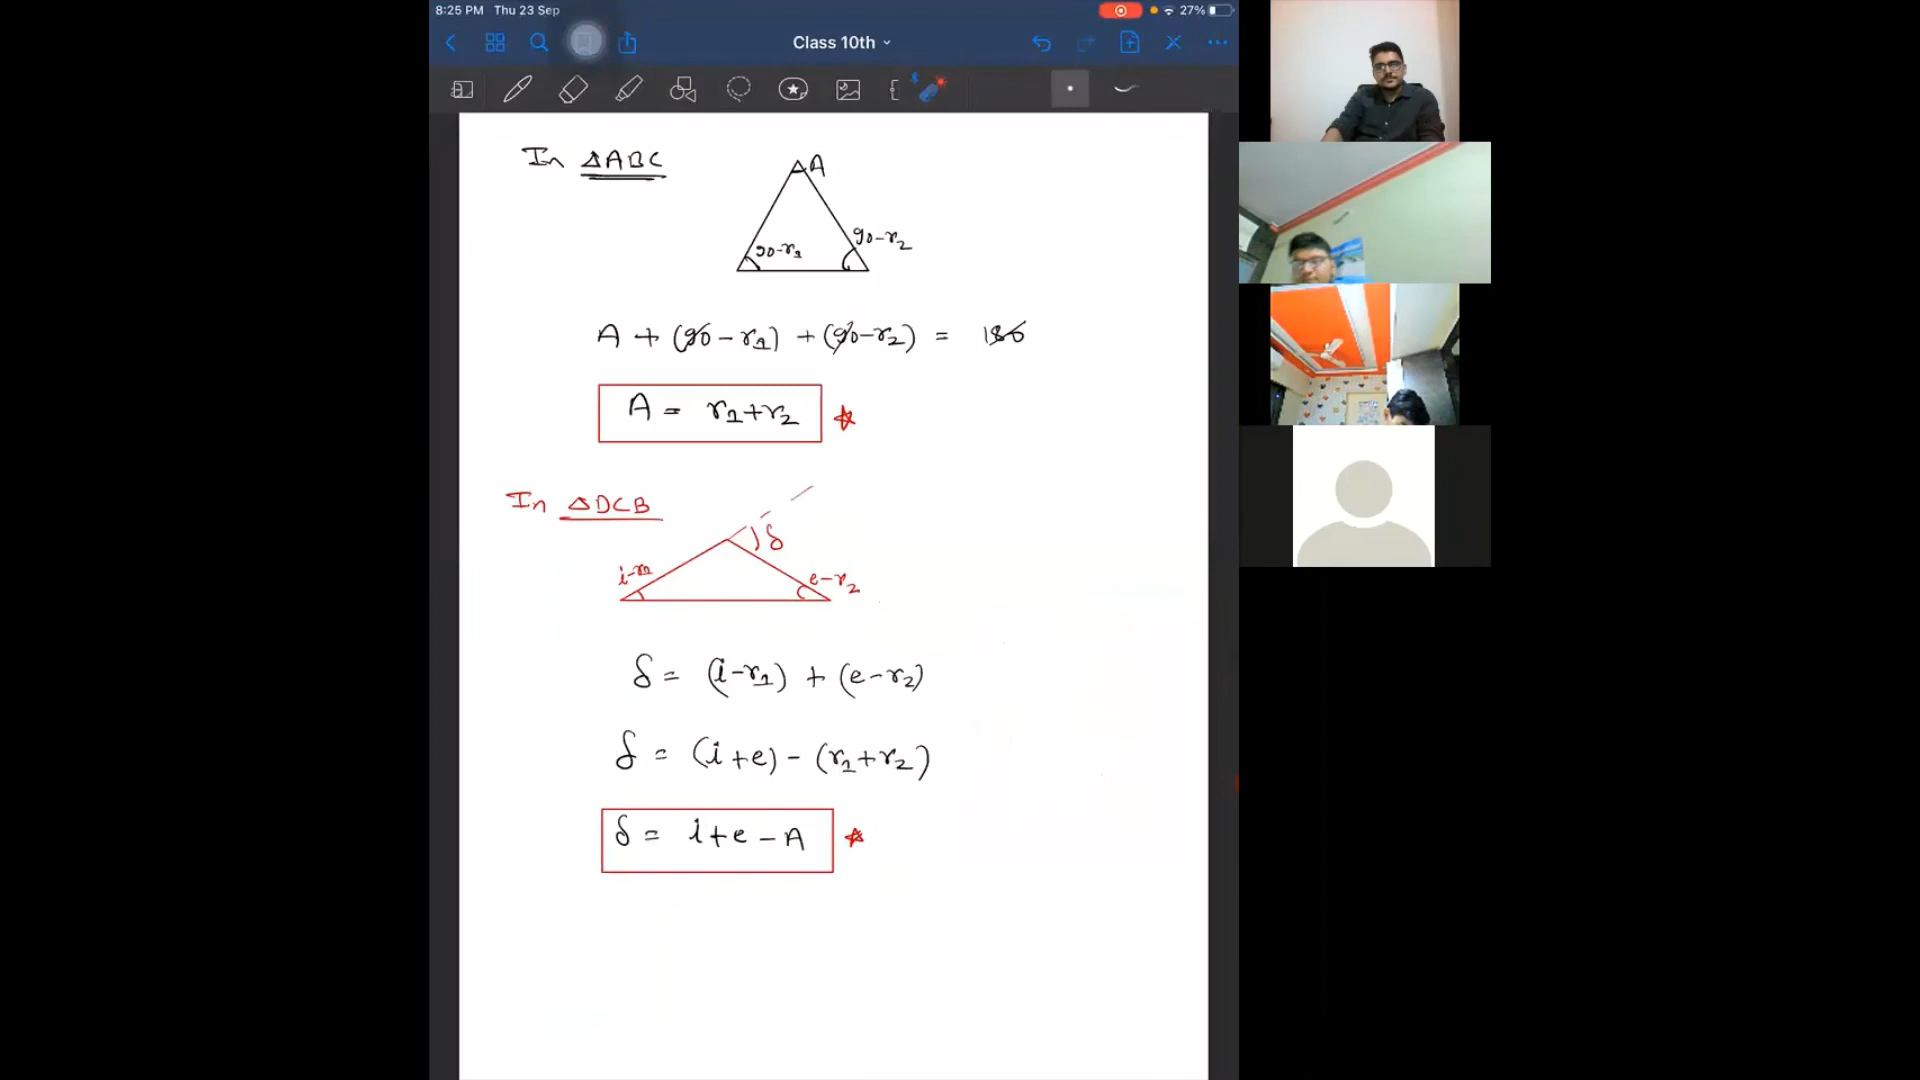 8:25 PM Thu 23 Sep 27%
Class 10th
In ΔABC
A
90-r1
90-r2
A + (90 - r1) + (90-r2) = 180
A = r1+r2
In ΔDCB
δ
i-r1
e-r2
δ = (i-r1) + (e-r2)
δ = (i+e) - (r1+r2)
δ = i+e-A